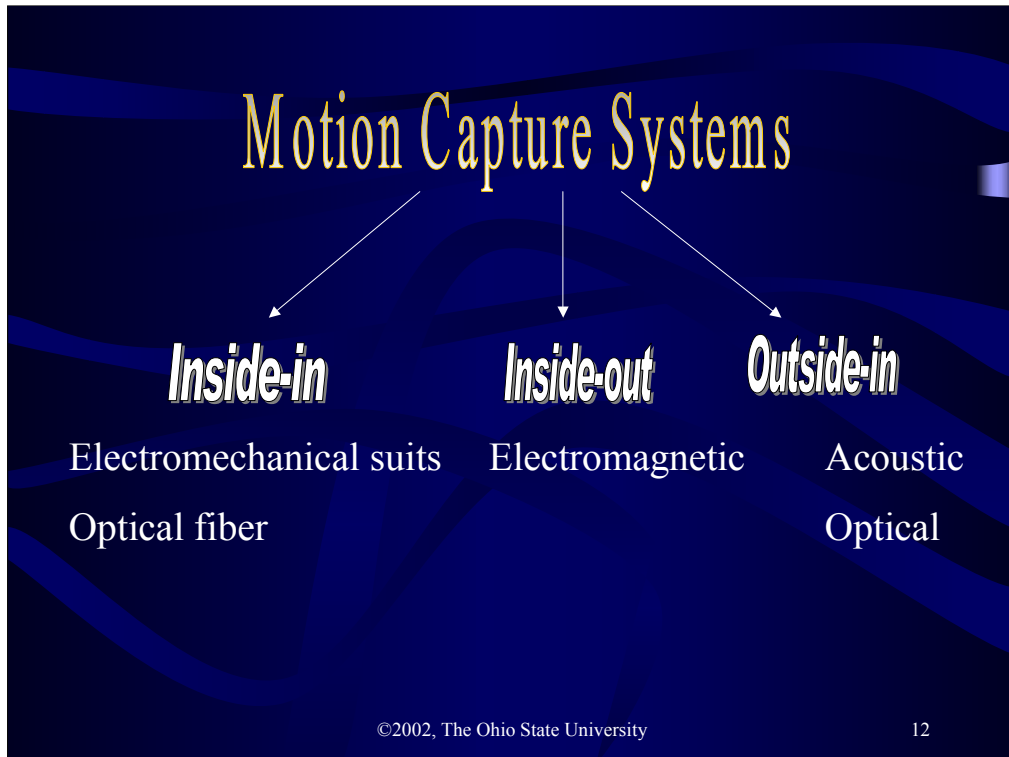 Motion Capture Systems
Inside-in
Inside-out
Outside-in
Electromechanical suits
Electromagnetic
Acoustic
Optical fiber
Optical
©2002, The Ohio State University
12